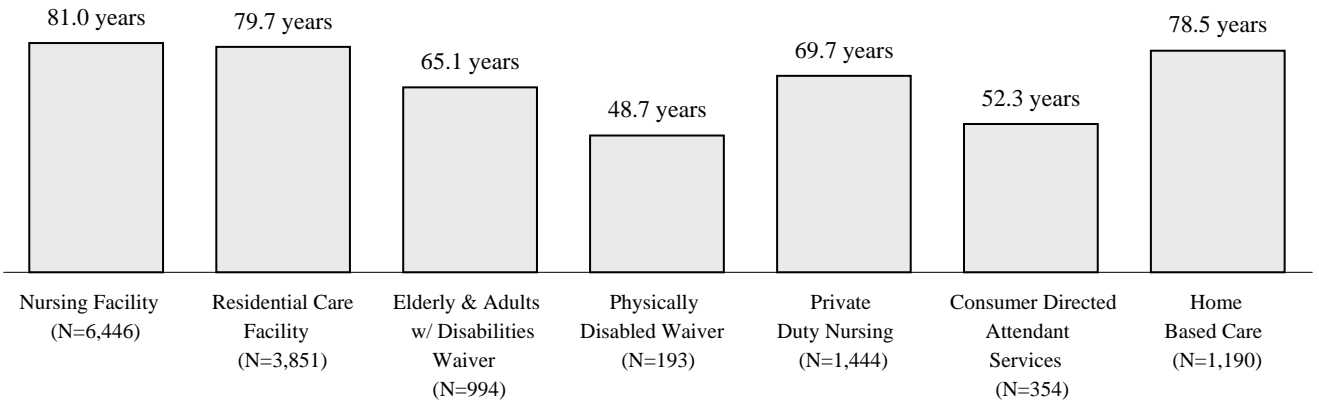 81.0 years
79.7 years
65.1 years
48.7 years
69.7 years
52.3 years
78.5 years
Nursing Facility
(N=6,446)
Residential Care
Facility
(N=3,851)
Elderly & Adults
w/ Disabilities
Waiver
(N=994)
Physically
Disabled Waiver
(N=193)
Private
Duty Nursing
(N=1,444)
Consumer Directed
Attendant
Services
(N=354)
Home
Based Care
(N=1,190)